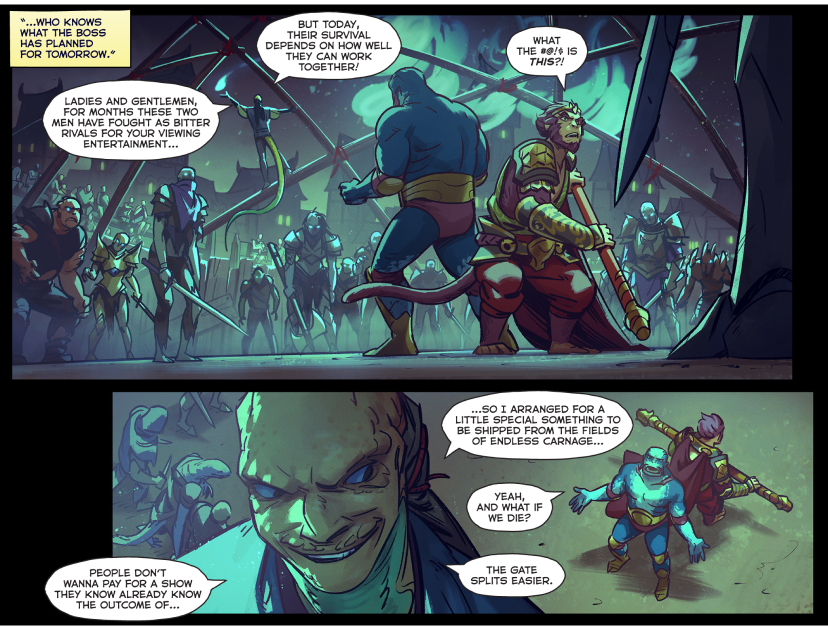 "...WHO KNOWS
WHAT THE BOSS
HAS PLANNED
FOR TOMORROW."
LADIES AND GENTLEMEN,
FOR MONTHS THESE TWO
MEN HAVE FOUGHT AS BITTER
RIVALS FOR YOUR VIEWING
ENTERTAINMENT...
BUT TODAY,
THEIR SURVIVAL
DEPENDS ON HOW WELL
THEY CAN WORK
TOGETHER!
WHAT
THE #@!$ IS
THIS?!
PEOPLE DON'T
WANNA PAY FOR A SHOW
THEY KNOW ALREADY KNOW
THE OUTCOME OF...
...SO I ARRANGED FOR A
LITTLE SPECIAL SOMETHING TO
BE SHIPPED FROM THE FIELDS
OF ENDLESS CARNAGE...
YEAH,
AND WHAT IF
WE DIE?
THE GATE
SPLITS EASIER.